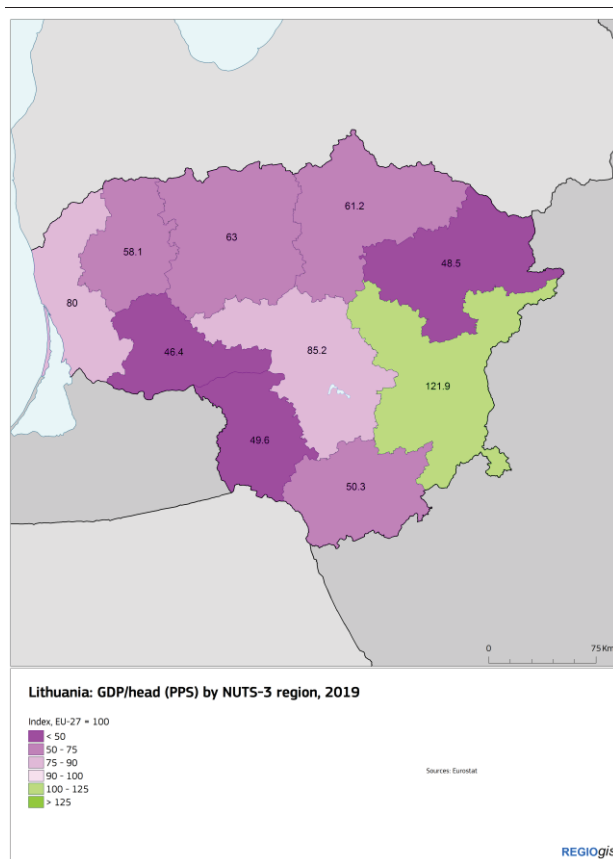 61.2
58.1
63
48.5
80
85.2
46.4
121.9
49.6
50.3
0 75 Km
Lithuania: GDP/head (PPS) by NUTS-3 region, 2019
Index, EU-27 = 100
< 50
50 - 75
75 - 90
90 - 100
100 - 125
> 125
Sources: Eurostat
REGIOgis